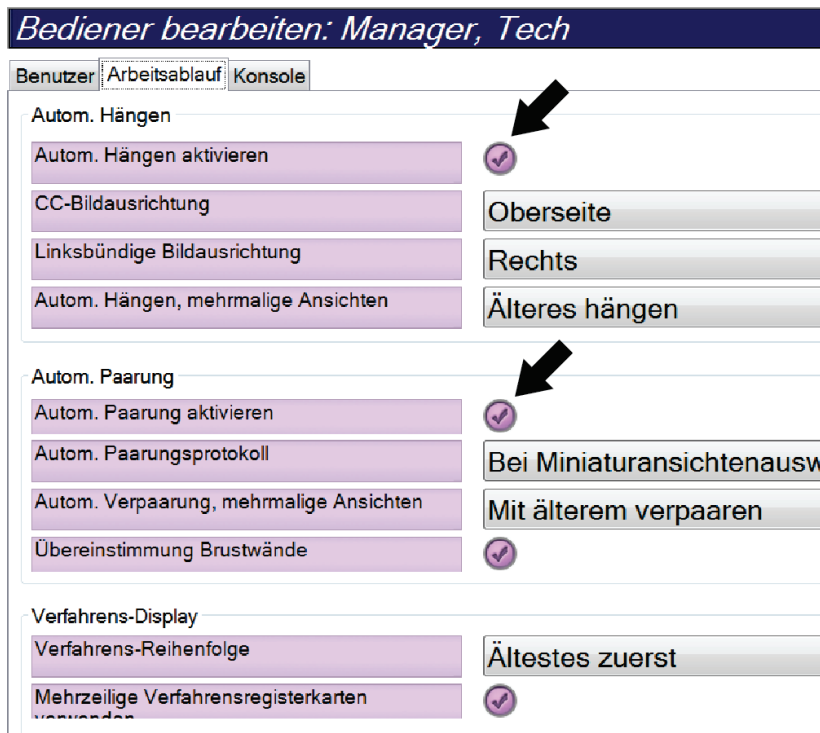 Bediener bearbeiten: Manager, Tech
Benutzer Arbeitsablauf Konsole
Autom. Hängen
Autom. Hängen aktivieren
CC-Bildausrichtung Oberseite
Linksbündige Bildausrichtung Rechts
Autom. Hängen, mehrmalige Ansichten Älteres hängen
Autom. Paarung
Autom. Paarung aktivieren
Autom. Paarungsprotokoll Bei Miniaturansichtenausw
Autom. Verpaarung, mehrmalige Ansichten Mit älterem verpaaren
Übereinstimmung Brustwände
Verfahrens-Display
Verfahrens-Reihenfolge Ältestes zuerst
Mehrzeilige Verfahrensregisterkarten
verwenden